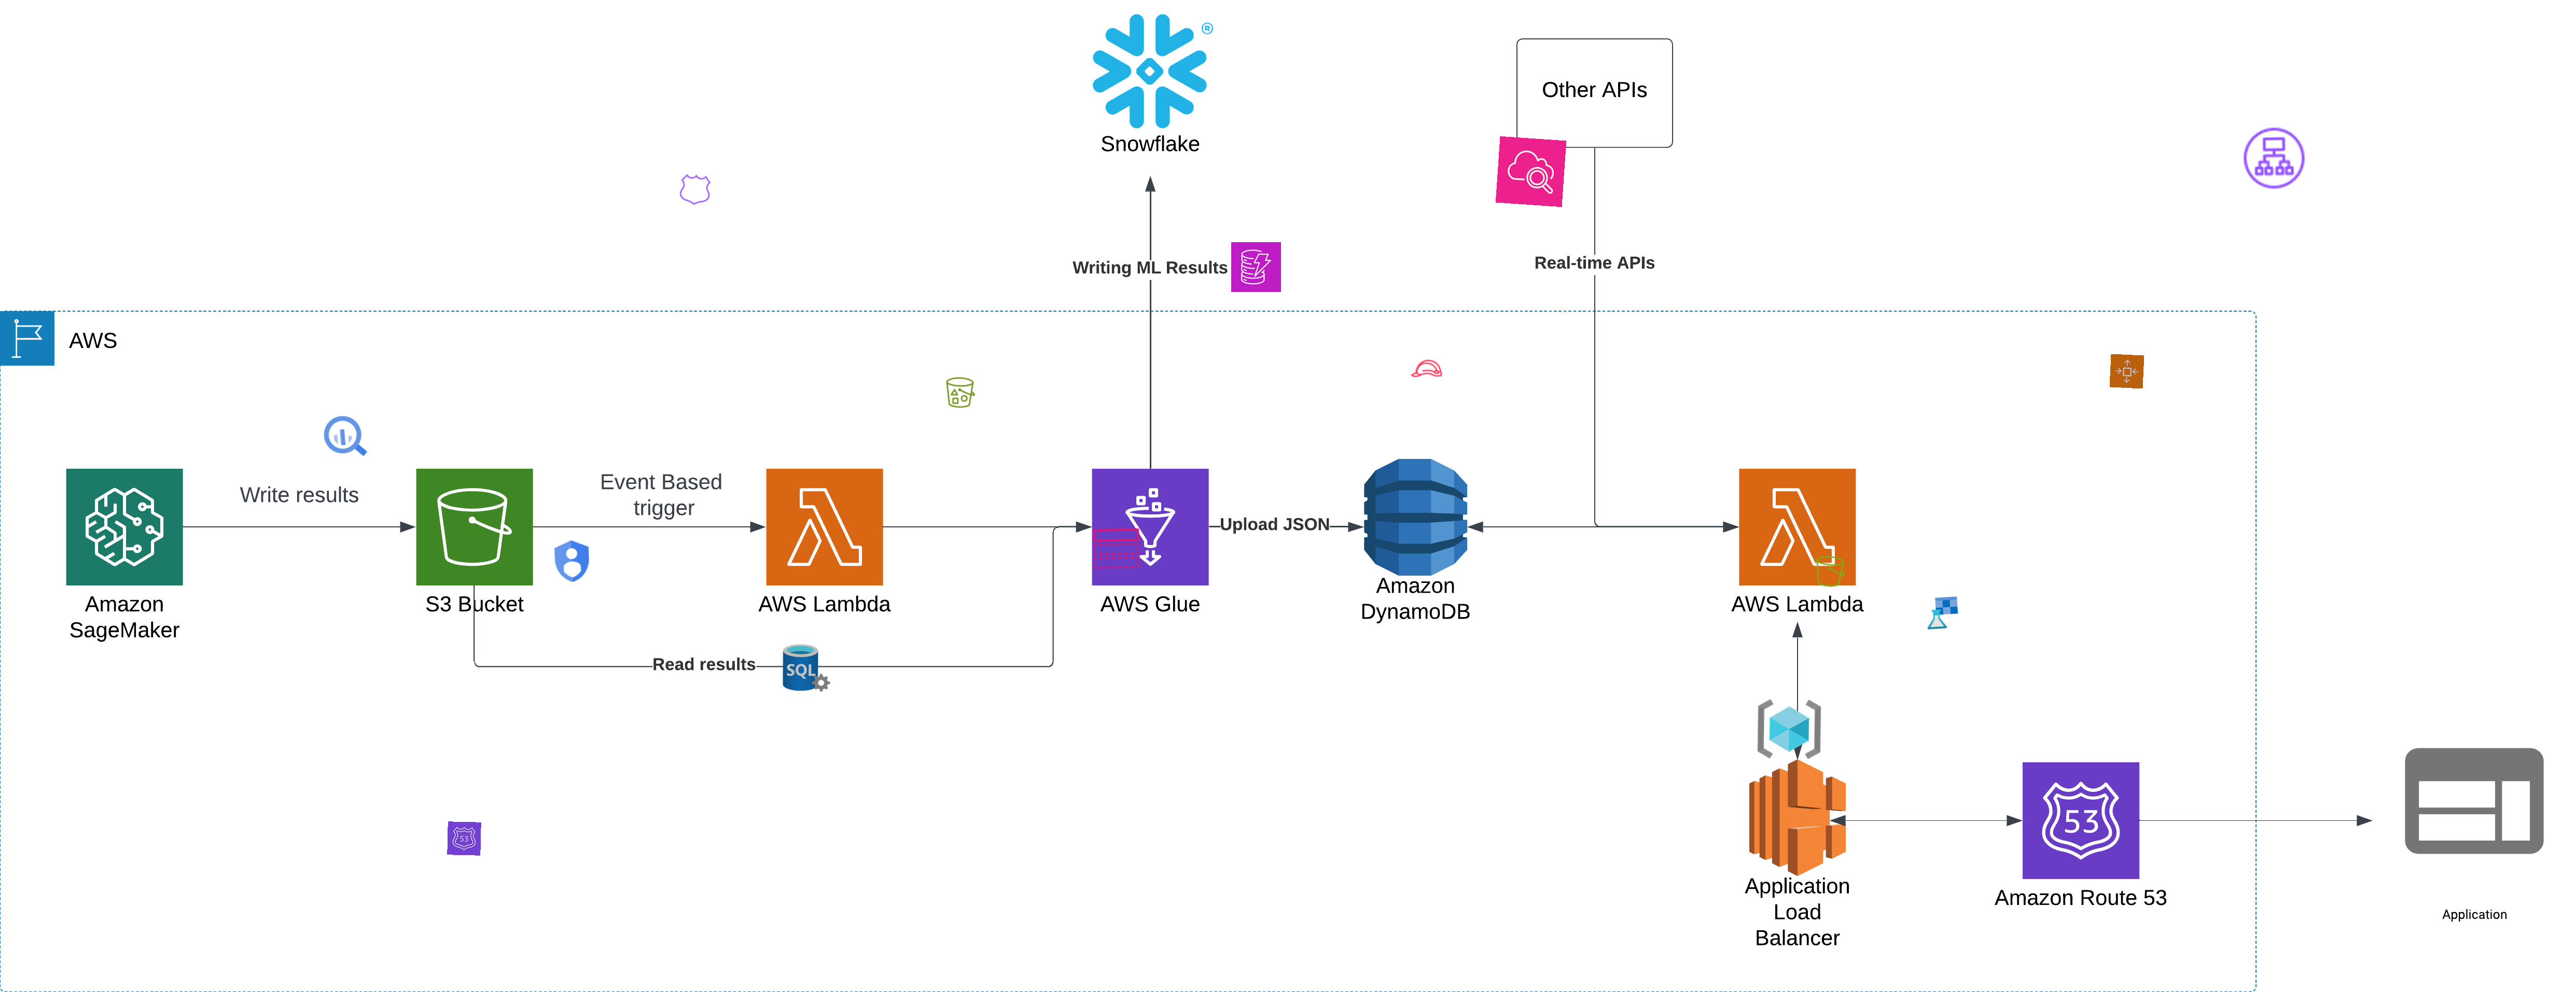 ®
Snowflake
Other APIs
Writing ML Results
Real-time APIs
AWS
Write results
Event Based
trigger
Upload JSON
Amazon
SageMaker
S3 Bucket
AWS Lambda
AWS Glue
Amazon
DynamoDB
AWS Lambda
Read results
SQL
53
53
Application
Load
Balancer
Amazon Route 53
Application